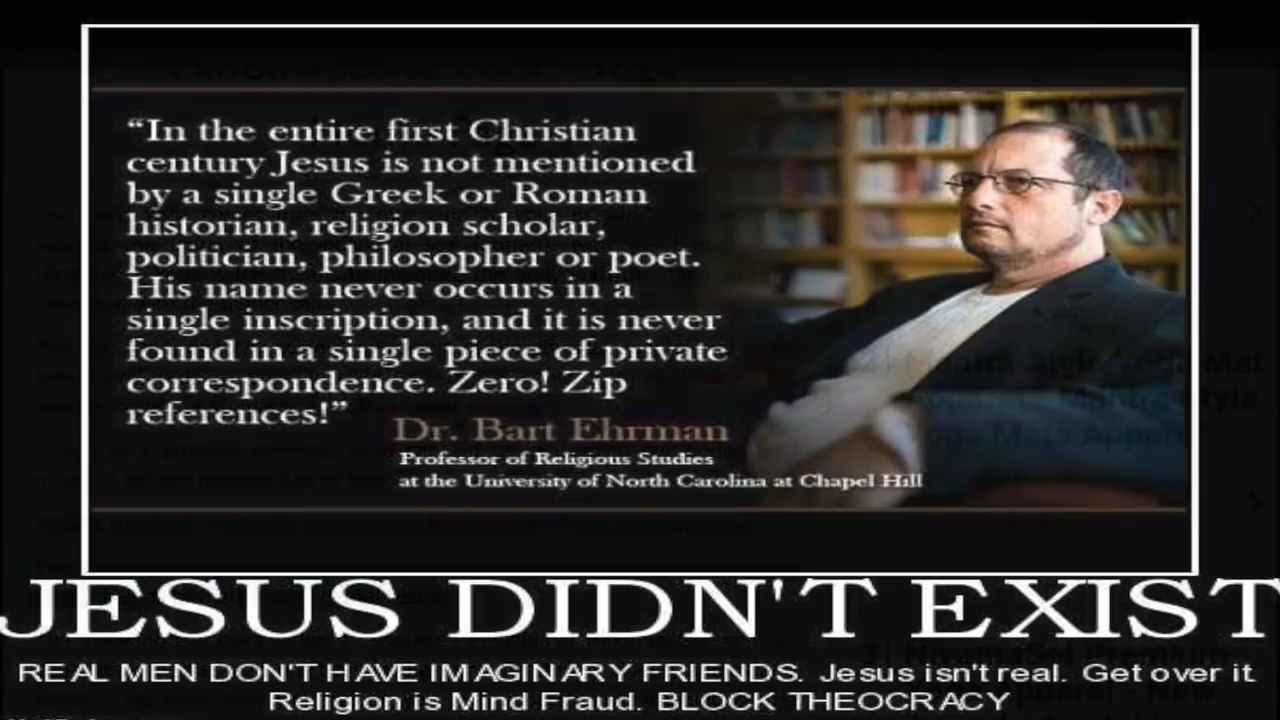 “In the entire first Christian
century Jesus is not mentioned
by a single Greek or Roman
historian, religion scholar,
politician, philosopher or poet.
His name never occurs in a
single inscription, and it is never
found in a single piece of private
correspondence. Zero! Zip
references!”
Dr. Bart Ehrman
Professor of Religious Studies
at the University of North Carolina at Chapel Hill
JESUS DIDN'T EXIST
REAL MEN DON'T HAVE IMAGINARY FRIENDS. Jesus isn't real. Get over it.
Religion is Mind Fraud. BLOCK THEOCRACY